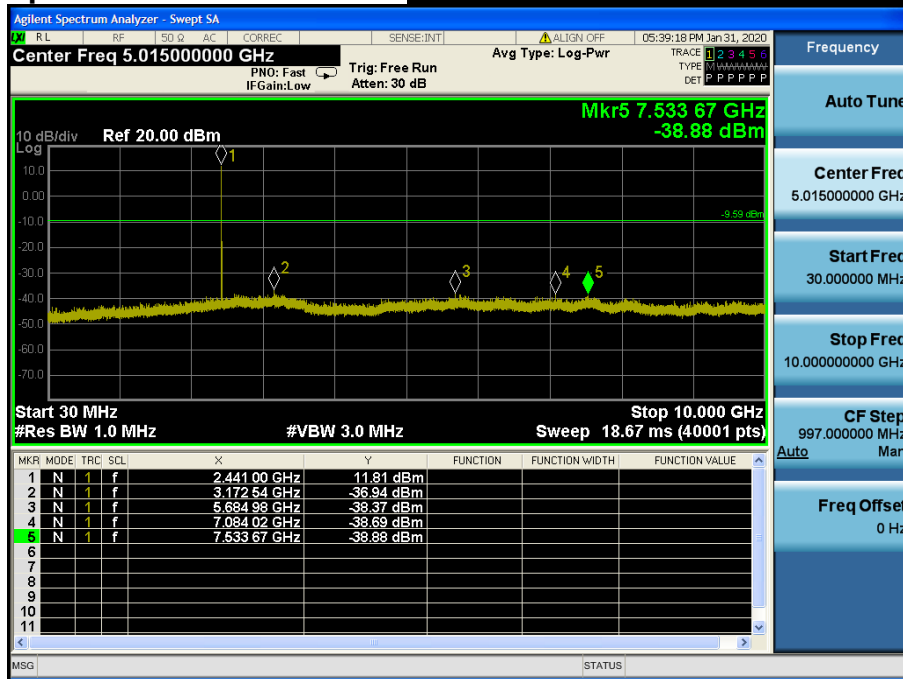 Agilent Spectrum Analyzer - Swept SA
LXI RL RF 50 Ω AC CORREC SENSE:INT ALIGN OFF 05:39:18 PM Jan 31, 2020
Center Freq 5.015000000 GHz
PNO: Fast
IFGain:Low
Trig: Free Run
Atten: 30 dB
Avg Type: Log-Pwr
TRACE 1 2 3 4 5 6
TYPE M
DET P P P P P P
Mkr5 7.533 67 GHz
-38.88 dBm
10 dB/div Ref 20.00 dBm
Log
10.0
0.00
-10.0
-20.0
-30.0
-40.0
-50.0
-60.0
-70.0
1
2
3
4
5
-9.59 dBm
Start 30 MHz Stop 10.000 GHz
#Res BW 1.0 MHz #VBW 3.0 MHz Sweep 18.67 ms (40001 pts)
MKR MODE TRC SCL X Y FUNCTION FUNCTION WIDTH FUNCTION VALUE
1 N 1 f 2.441 00 GHz 11.81 dBm
2 N 1 f 3.172 54 GHz -36.94 dBm
3 N 1 f 5.684 98 GHz -38.37 dBm
4 N 1 f 7.084 02 GHz -38.69 dBm
5 N 1 f 7.533 67 GHz -38.88 dBm
6
7
8
9
10
11
MSG STATUS
Frequency
Auto Tune
Center Freq
5.015000000 GHz
Start Freq
30.000000 MHz
Stop Freq
10.000000000 GHz
CF Step
997.000000 MHz
Auto Man
Freq Offset
0 Hz